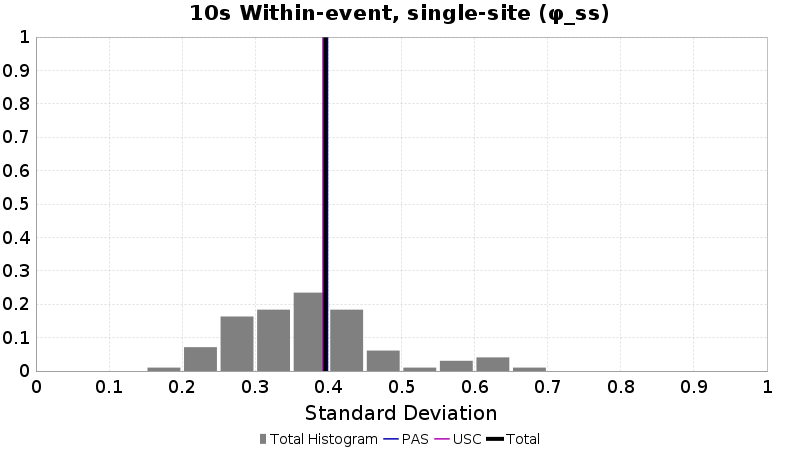 10s Within-event, single-site (φ_ss)
1
0.9
0.8
0.7
0.6
0.5
0.4
0.3
0.2
0.1
0
0 0.1 0.2 0.3 0.4 0.5 0.6 0.7 0.8 0.9 1
Standard Deviation
Total Histogram PAS USC Total